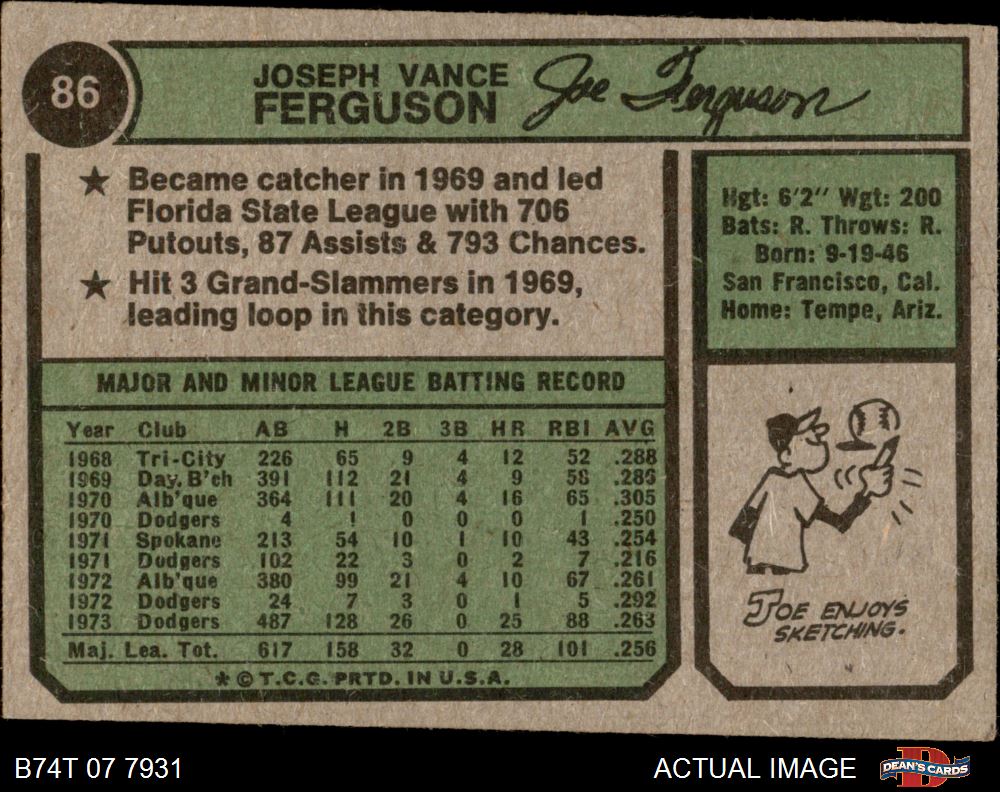 86
JOSEPH VANCE
FERGUSON
Joe Ferguson
★ Became catcher in 1969 and led
Florida State League with 706
Putouts, 87 Assists & 793 Chances.
★ Hit 3 Grand-Slammers in 1969,
leading loop in this category.
Hgt: 6'2" Wgt: 200
Bats: R. Throws: R.
Born: 9-19-46
San Francisco, Cal.
Home: Tempe, Ariz.
MAJOR AND MINOR LEAGUE BATTING RECORD
Year Club AB H 2B 3B HR RBI AVG
1968 Tri-City 226 65 9 4 12 52 .288
1969 Day. B'ch 391 112 21 4 9 58 .286
1970 Alb'que 364 111 20 4 16 65 .305
1970 Dodgers 4 1 0 0 0 1 .250
1971 Spokane 213 54 10 1 10 43 .254
1971 Dodgers 102 22 3 0 2 7 .216
1972 Alb'que 380 99 21 4 10 67 .261
1972 Dodgers 24 7 3 0 1 5 .292
1973 Dodgers 487 128 26 0 25 88 .263
Maj. Lea. Tot. 617 158 32 0 28 101 .256
* © T.C.G. PRTD. IN U.S.A.
JOE ENJOYS
SKETCHING.
B74T 07 7931
ACTUAL IMAGE
D
DEAN'S CARDS